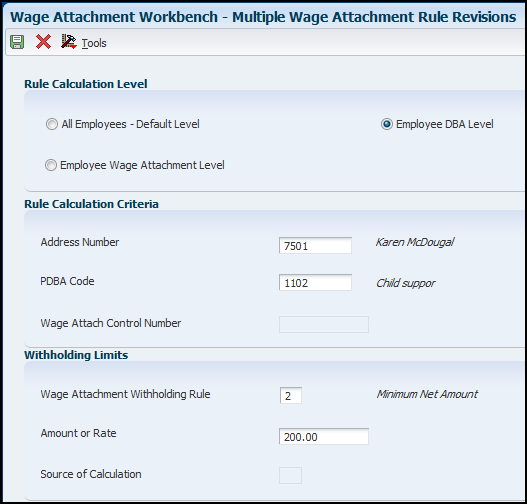 Wage Attachment Workbench - Multiple Wage Attachment Rule Revisions
Tools
Rule Calculation Level
All Employees - Default Level
Employee DBA Level
Employee Wage Attachment Level
Rule Calculation Criteria
Address Number 7501 Karen McDougal
PDBA Code 1102 Child suppor
Wage Attach Control Number
Withholding Limits
Wage Attachment Withholding Rule 2 Minimum Net Amount
Amount or Rate 200.00
Source of Calculation